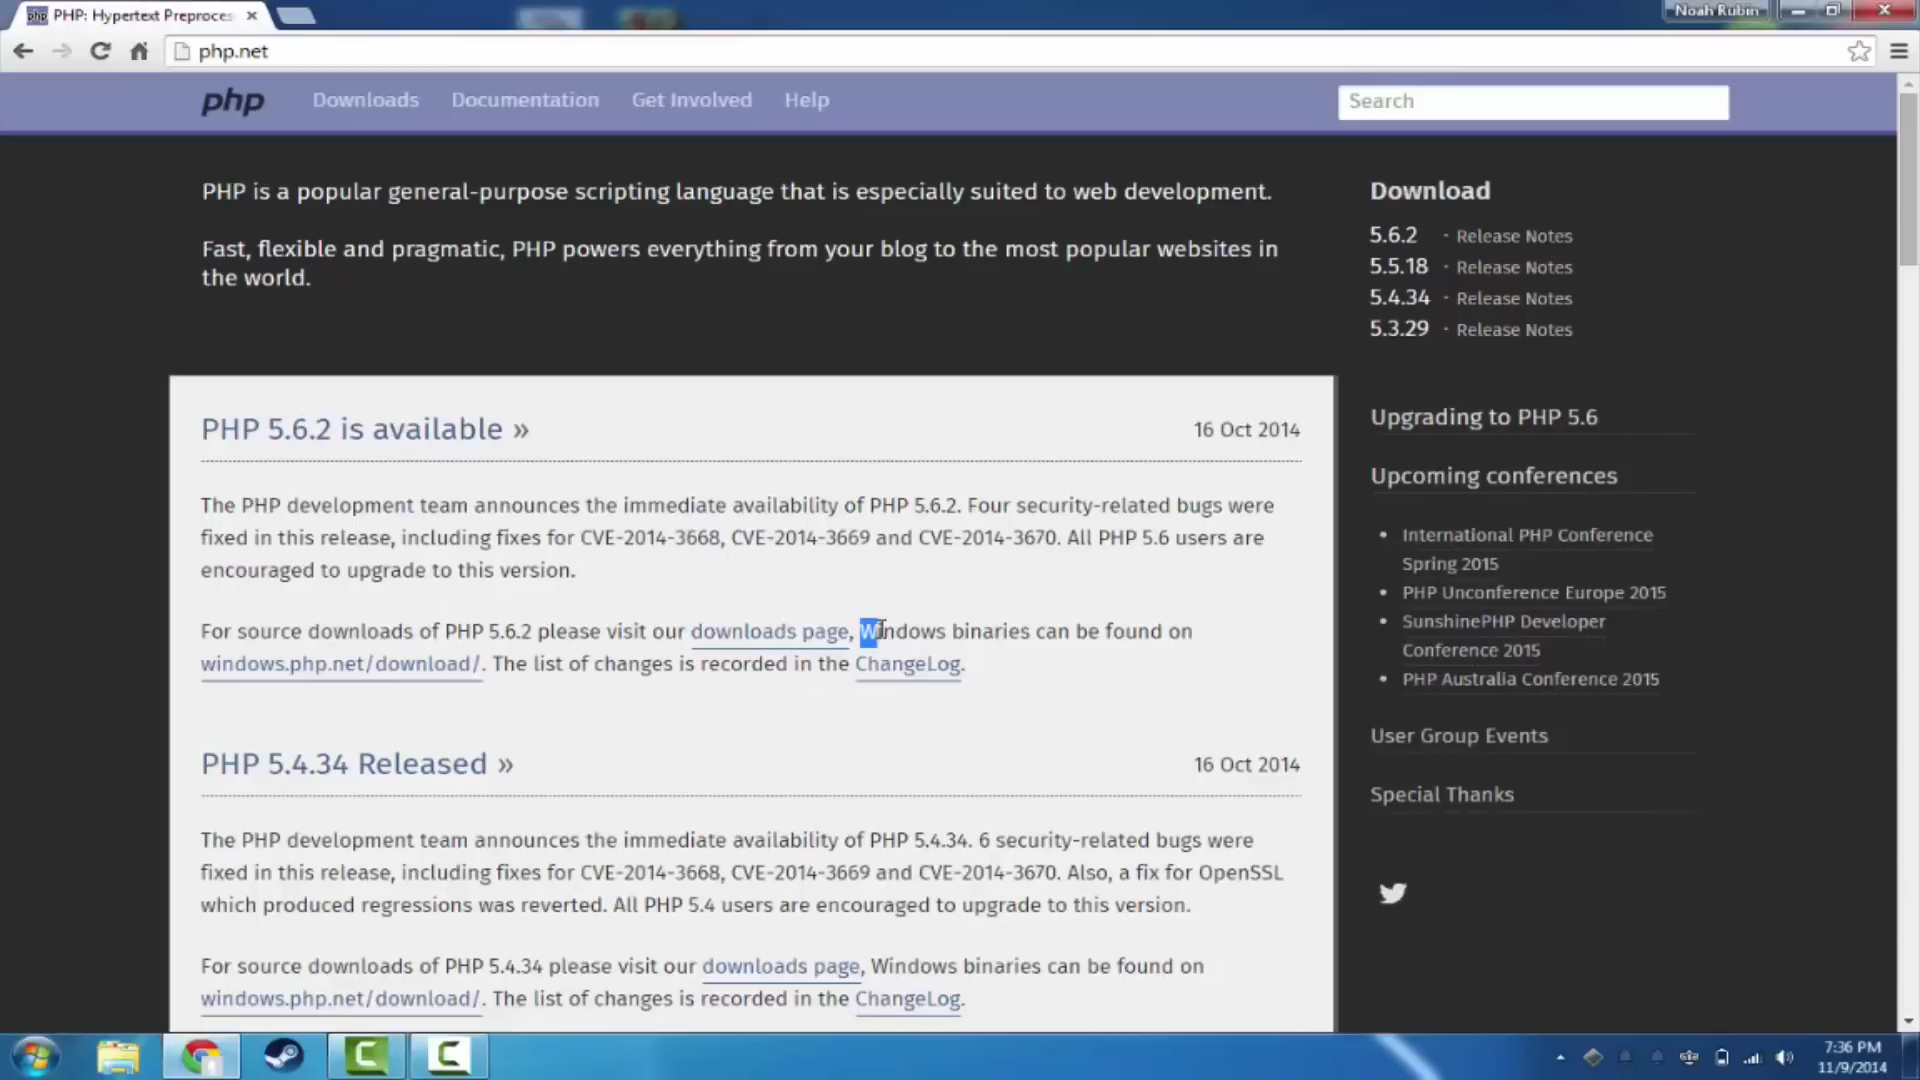 php PHP: Hypertext Preproces
Noah Rubin
php.net
php Downloads Documentation Get Involved Help Search
PHP is a popular general-purpose scripting language that is especially suited to web development.
Fast, flexible and pragmatic, PHP powers everything from your blog to the most popular websites in
the world.
Download
5.6.2 · Release Notes
5.5.18 · Release Notes
5.4.34 · Release Notes
5.3.29 · Release Notes
PHP 5.6.2 is available » 16 Oct 2014
The PHP development team announces the immediate availability of PHP 5.6.2. Four security-related bugs were
fixed in this release, including fixes for CVE-2014-3668, CVE-2014-3669 and CVE-2014-3670. All PHP 5.6 users are
encouraged to upgrade to this version.
For source downloads of PHP 5.6.2 please visit our downloads page, Windows binaries can be found on
windows.php.net/download/. The list of changes is recorded in the ChangeLog.
PHP 5.4.34 Released » 16 Oct 2014
The PHP development team announces the immediate availability of PHP 5.4.34. 6 security-related bugs were
fixed in this release, including fixes for CVE-2014-3668, CVE-2014-3669 and CVE-2014-3670. Also, a fix for OpenSSL
which produced regressions was reverted. All PHP 5.4 users are encouraged to upgrade to this version.
For source downloads of PHP 5.4.34 please visit our downloads page, Windows binaries can be found on
windows.php.net/download/. The list of changes is recorded in the ChangeLog.
Upgrading to PHP 5.6
Upcoming conferences
• International PHP Conference
Spring 2015
• PHP Unconference Europe 2015
• SunshinePHP Developer
Conference 2015
• PHP Australia Conference 2015
User Group Events
Special Thanks
7:36 PM
11/9/2014